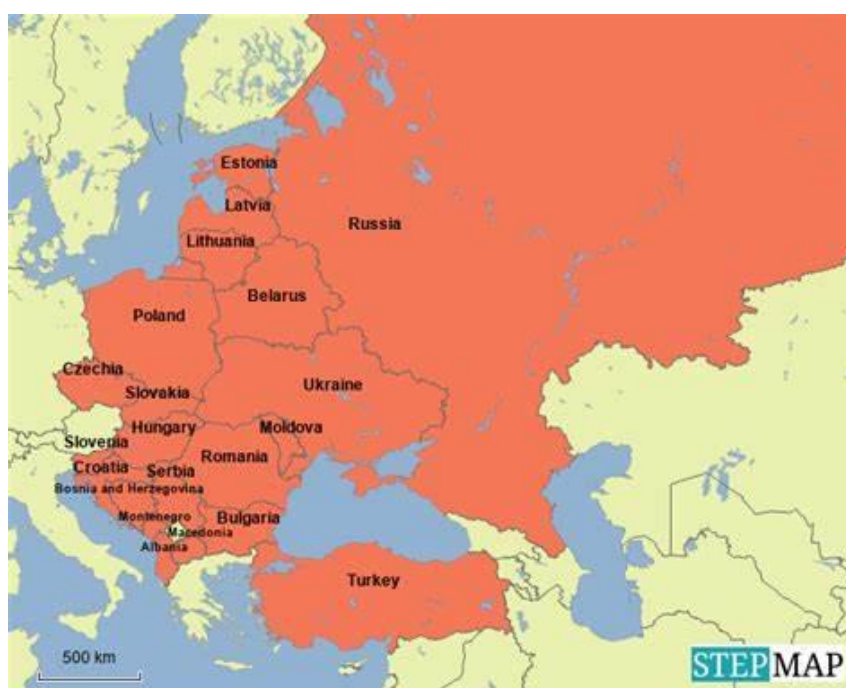 Estonia
Latvia
Russia
Lithuania
Belarus
Poland
Czechia
Ukraine
Slovakia
Hungary
Moldova
Slovenia
Romania
Croatia
Serbia
Bosnia and Herzegovina
Montenegro
Bulgaria
Macedonia
Albania
Turkey
500 km
STEPMAP